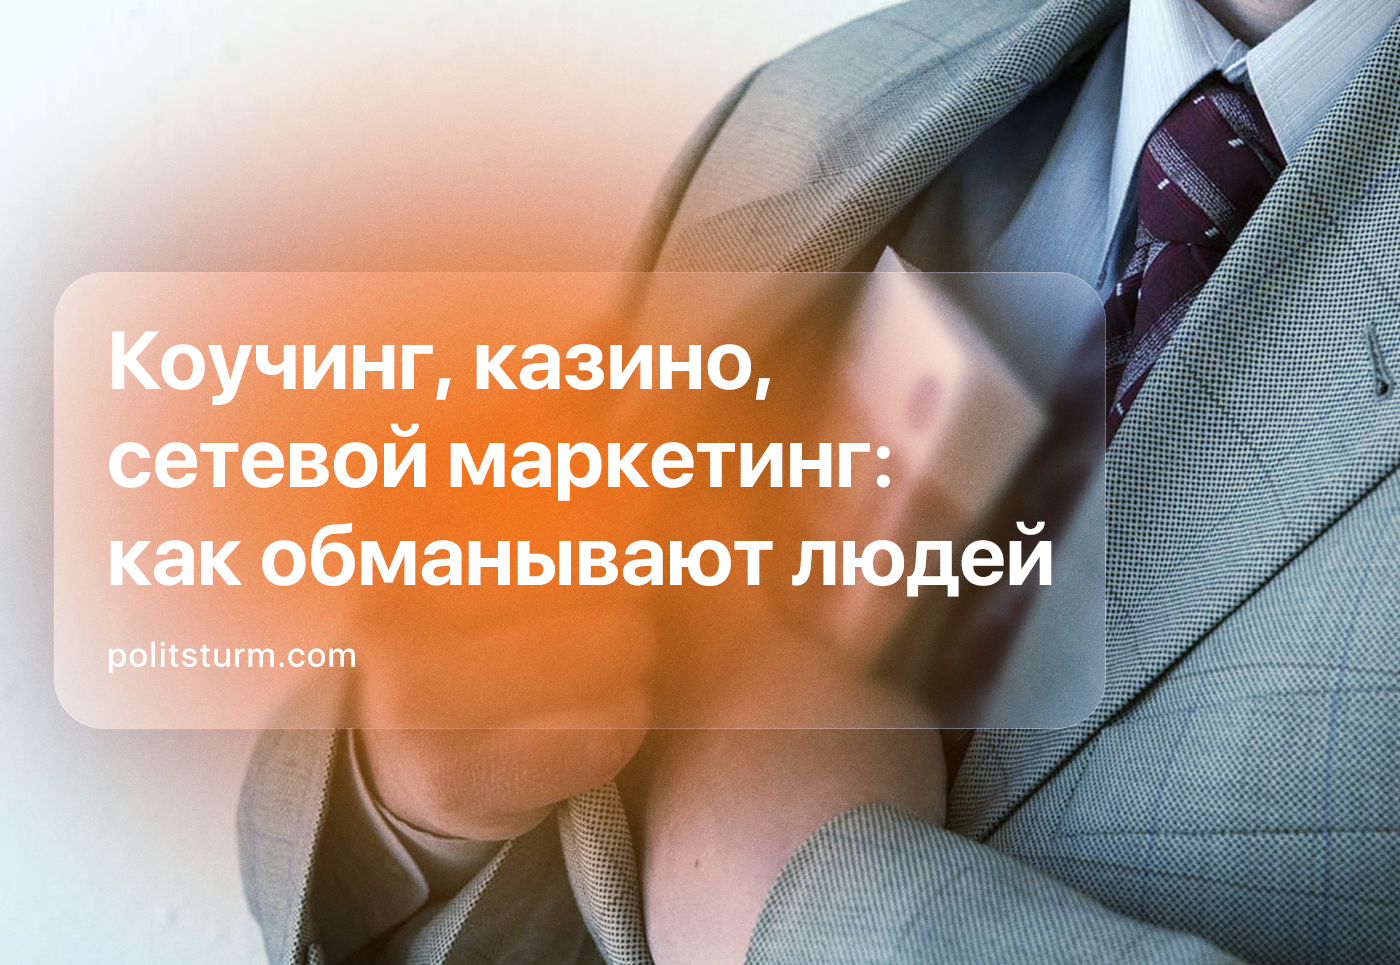 Коучинг, казино,
сетевой маркетинг:
как обманывают людей
politsturm.com